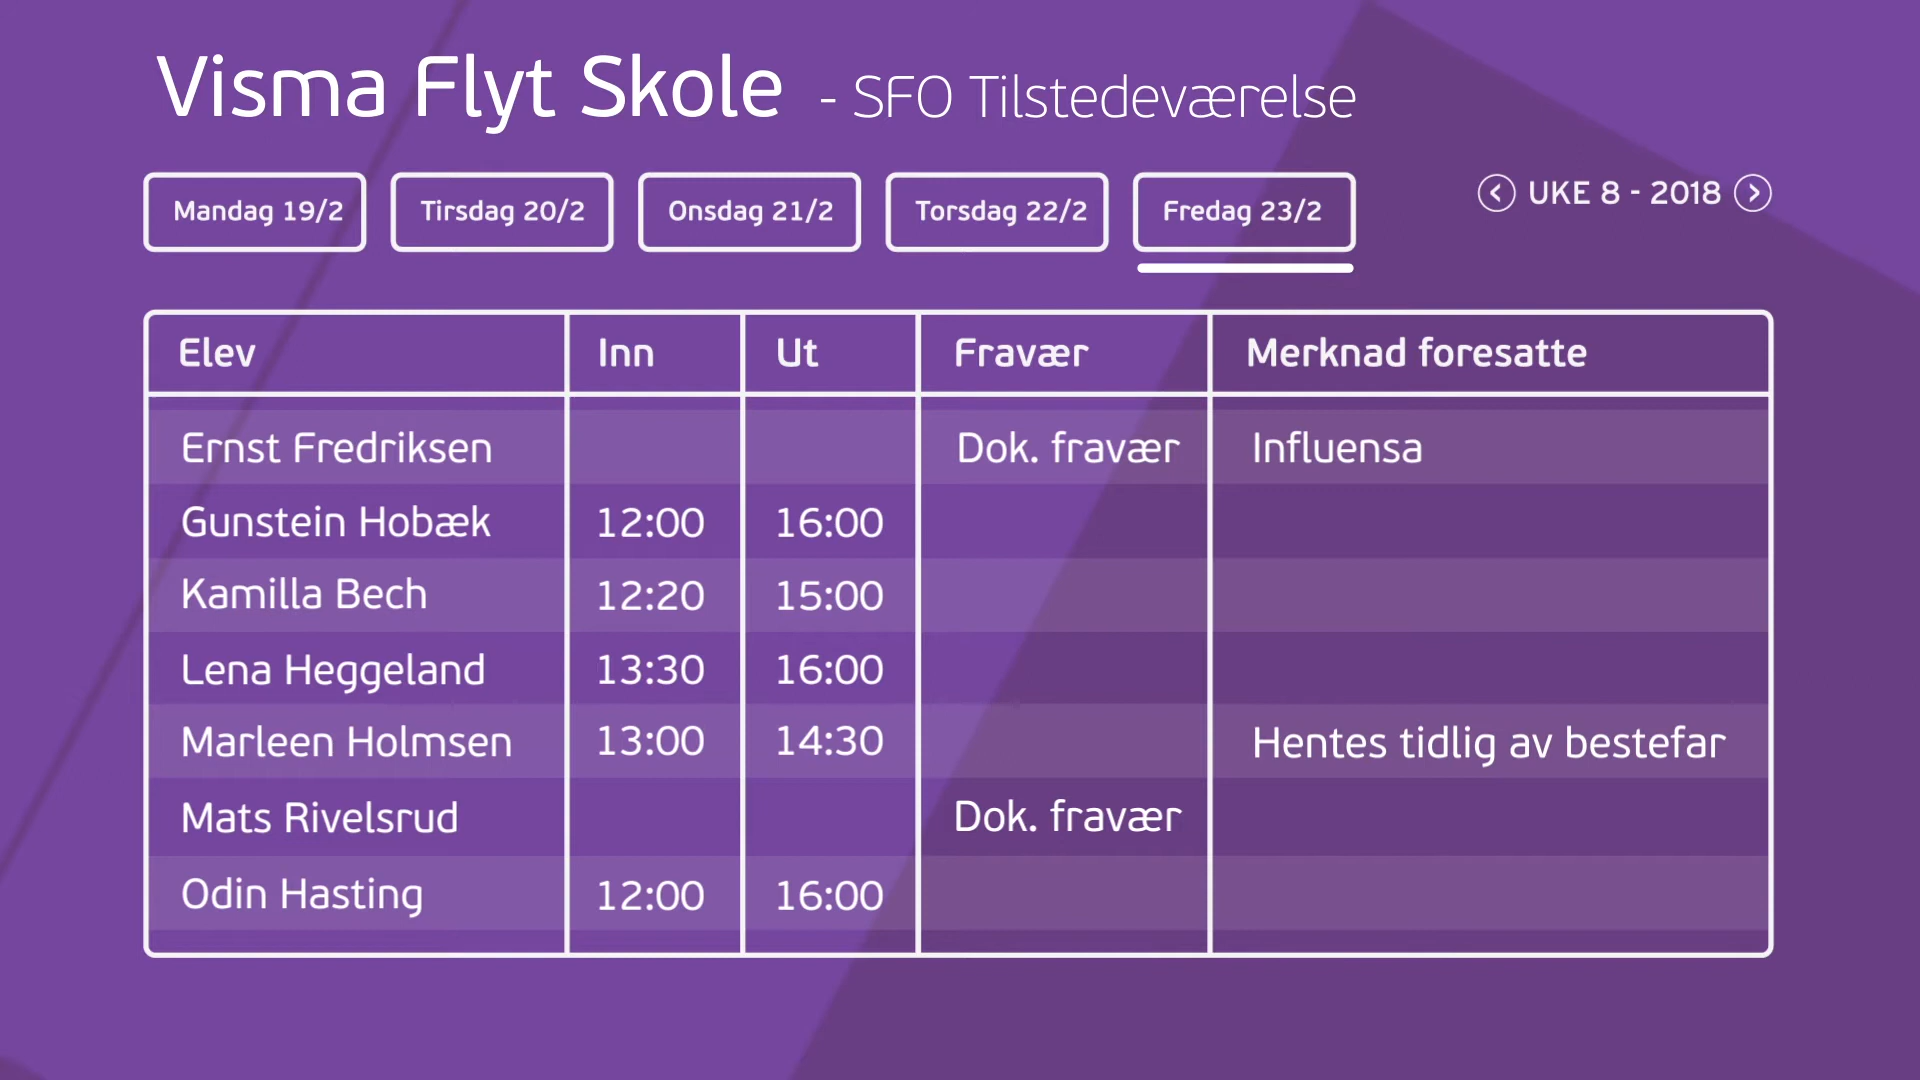 Visma Flyt Skole - SFO Tilstedeværelse
Mandag 19/2 Tirsdag 20/2 Onsdag 21/2 Torsdag 22/2 Fredag 23/2 UKE 8 - 2018
Elev Inn Ut Fravær Merknad foresatte
Ernst Fredriksen Dok. fravær Influensa
Gunstein Hobæk 12:00 16:00
Kamilla Bech 12:20 15:00
Lena Heggeland 13:30 16:00
Marleen Holmsen 13:00 14:30 Hentes tidlig av bestefar
Mats Rivelsrud Dok. fravær
Odin Hasting 12:00 16:00